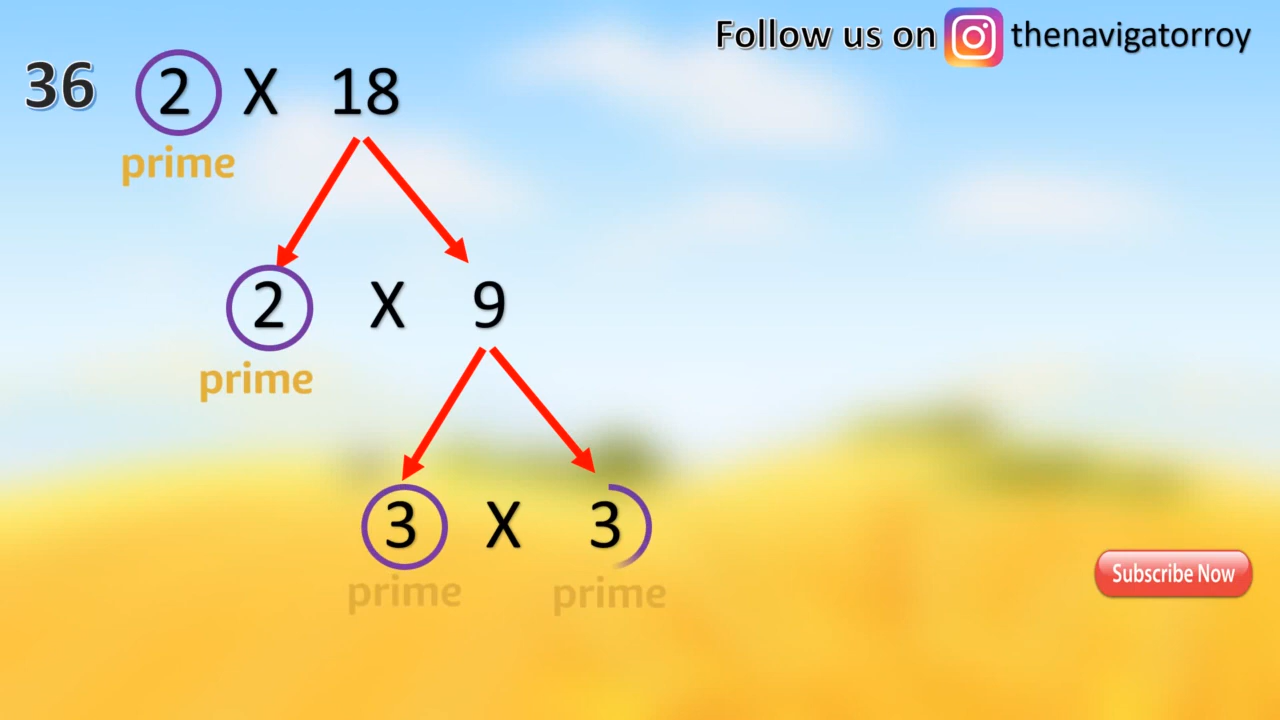 Follow us on thenavigatorroy
36 2 X 18
prime
2 X 9
prime
3 X 3
prime prime
Subscribe Now